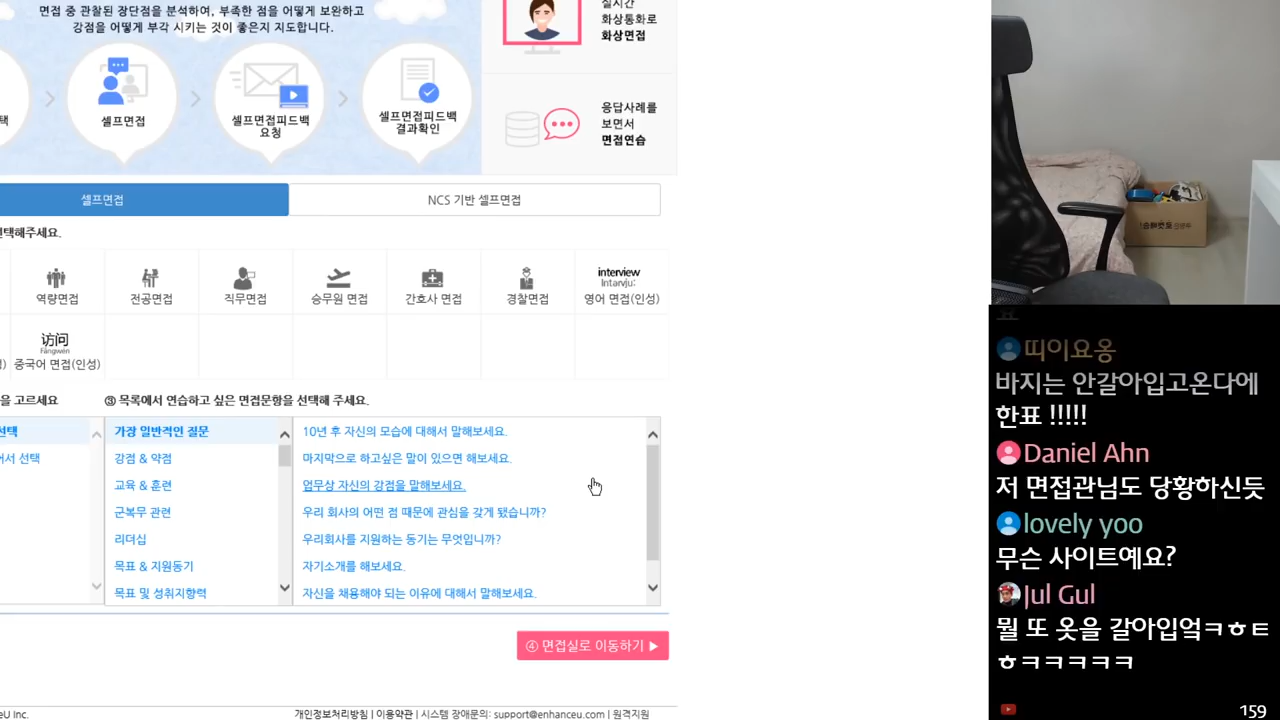 면접 중 관찰된 장단점을 분석하여, 부족한 점을 어떻게 보완하고
강점을 어떻게 부각 시키는 것이 좋은지 지도합니다.
셀프면접
셀프면접피드백
요청
셀프면접피드백
결과확인
실시간
화상통화로
화상면접
응답사례를
보면서
면접연습
셀프면접
NCS 기반 셀프면접
선택해주세요.
역량면접
전공면접
직무면접
승무원 면접
간호사 면접
경찰면접
interview
Intarvju:
영어 면접(인성)
访问
Fǎngwèn
중국어 면접(인성)
을 고르세요
③ 목록에서 연습하고 싶은 면접문항을 선택해 주세요.
선택
어서 선택
가장 일반적인 질문
강점 & 약점
교육 & 훈련
군복무 관련
리더십
목표 & 지원동기
목표 및 성취지향력
10년 후 자신의 모습에 대해서 말해보세요.
마지막으로 하고싶은 말이 있으면 해보세요.
업무상 자신의 강점을 말해보세요.
우리 회사의 어떤 점 때문에 관심을 갖게 됐습니까?
우리회사를 지원하는 동기는 무엇입니까?
자기소개를 해보세요.
자신을 채용해야 되는 이유에 대해서 말해보세요.
④ 면접실로 이동하기 ▶
eU Inc.
개인정보처리방침 | 이용약관 | 시스템 장애문의: support@enhanceu.com | 원격지원
띠이요옹
바지는 안갈아입고온다에
한표 !!!!!
Daniel Ahn
저 면접관님도 당황하신듯
lovely yoo
무슨 사이트예요?
Jul Gul
뭘 또 옷을 갈아입엌ㅋㅎㅌ
ㅎㅋㅋㅋㅋㅋ
159